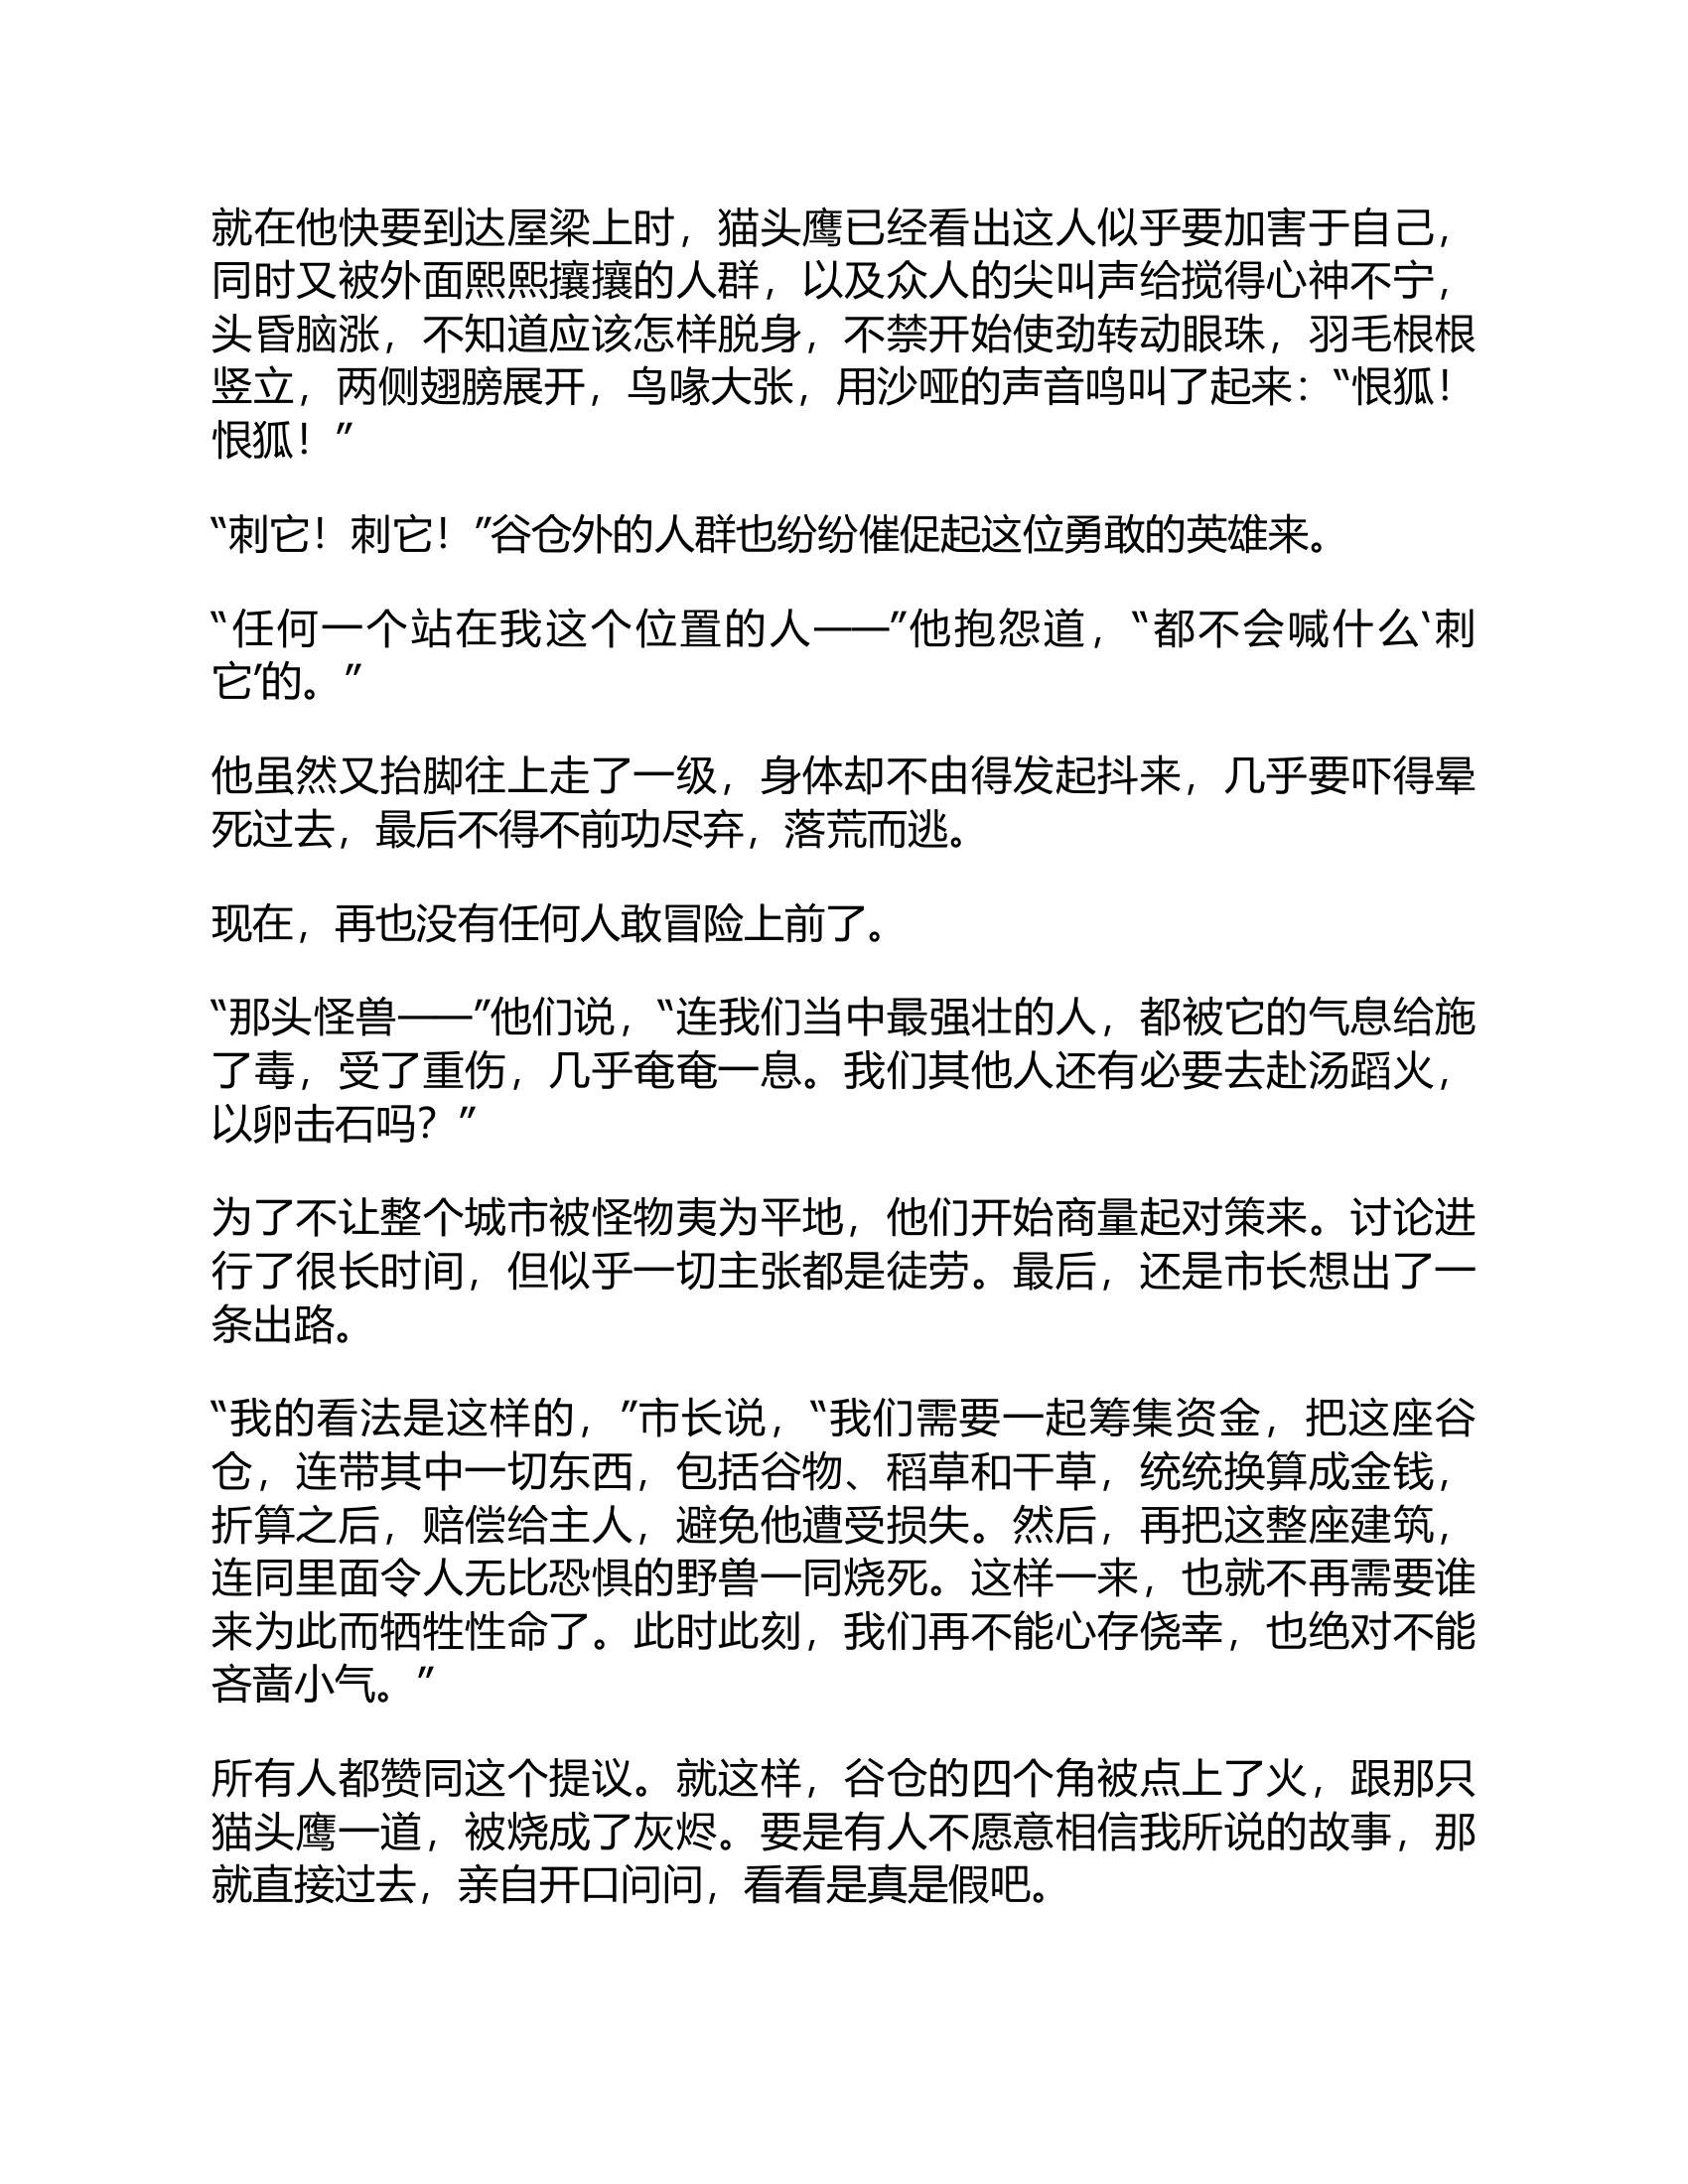 就在他快要到达屋梁上时，猫头鹰已经看出这人似乎要加害于自己，
同时又被外面熙熙攘攘的人群，以及众人的尖叫声给搅得心神不宁，
头昏脑涨，不知道应该怎样脱身，不禁开始使劲转动眼珠，羽毛根根
竖立，两侧翅膀展开，鸟喙大张，用沙哑的声音鸣叫了起来：“恨狐！
恨狐！”
“刺它！刺它！”谷仓外的人群也纷纷催促起这位勇敢的英雄来。
“任何一个站在我这个位置的人——”他抱怨道，“都不会喊什么‘刺
它’的。”
他虽然又抬脚往上走了一级，身体却不由得发起抖来，几乎要吓得晕
死过去，最后不得不前功尽弃，落荒而逃。
现在，再也没有任何人敢冒险上前了。
“那头怪兽——”他们说，“连我们当中最强壮的人，都被它的气息给施
了毒，受了重伤，几乎奄奄一息。我们其他人还有必要去赴汤蹈火，
以卵击石吗？”
为了不让整个城市被怪物夷为平地，他们开始商量起对策来。讨论进
行了很长时间，但似乎一切主张都是徒劳。最后，还是市长想出了一
条出路。
“我的看法是这样的，”市长说，“我们需要一起筹集资金，把这座谷
仓，连带其中一切东西，包括谷物、稻草和干草，统统换算成金钱，
折算之后，赔偿给主人，避免他遭受损失。然后，再把这整座建筑，
连同里面令人无比恐惧的野兽一同烧死。这样一来，也就不再需要谁
来为此而牺牲性命了。此时此刻，我们再不能心存侥幸，也绝对不能
吝啬小气。”
所有人都赞同这个提议。就这样，谷仓的四个角被点上了火，跟那只
猫头鹰一道，被烧成了灰烬。要是有人不愿意相信我所说的故事，那
就直接过去，亲自开口问问，看看是真是假吧。